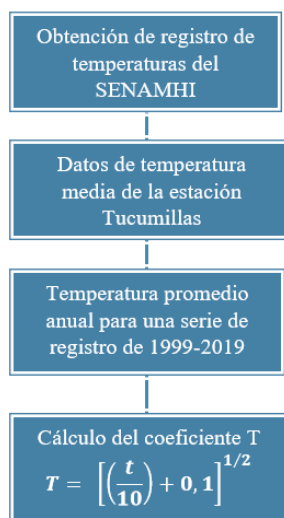 Obtención de registro de
temperaturas del
SENAMHI
Datos de temperatura
media de la estación
Tucumillas
Temperatura promedio
anual para una serie de
registro de 1999-2019
Cálculo del coeficiente T
T = [(t/10) + 0,1]^1/2